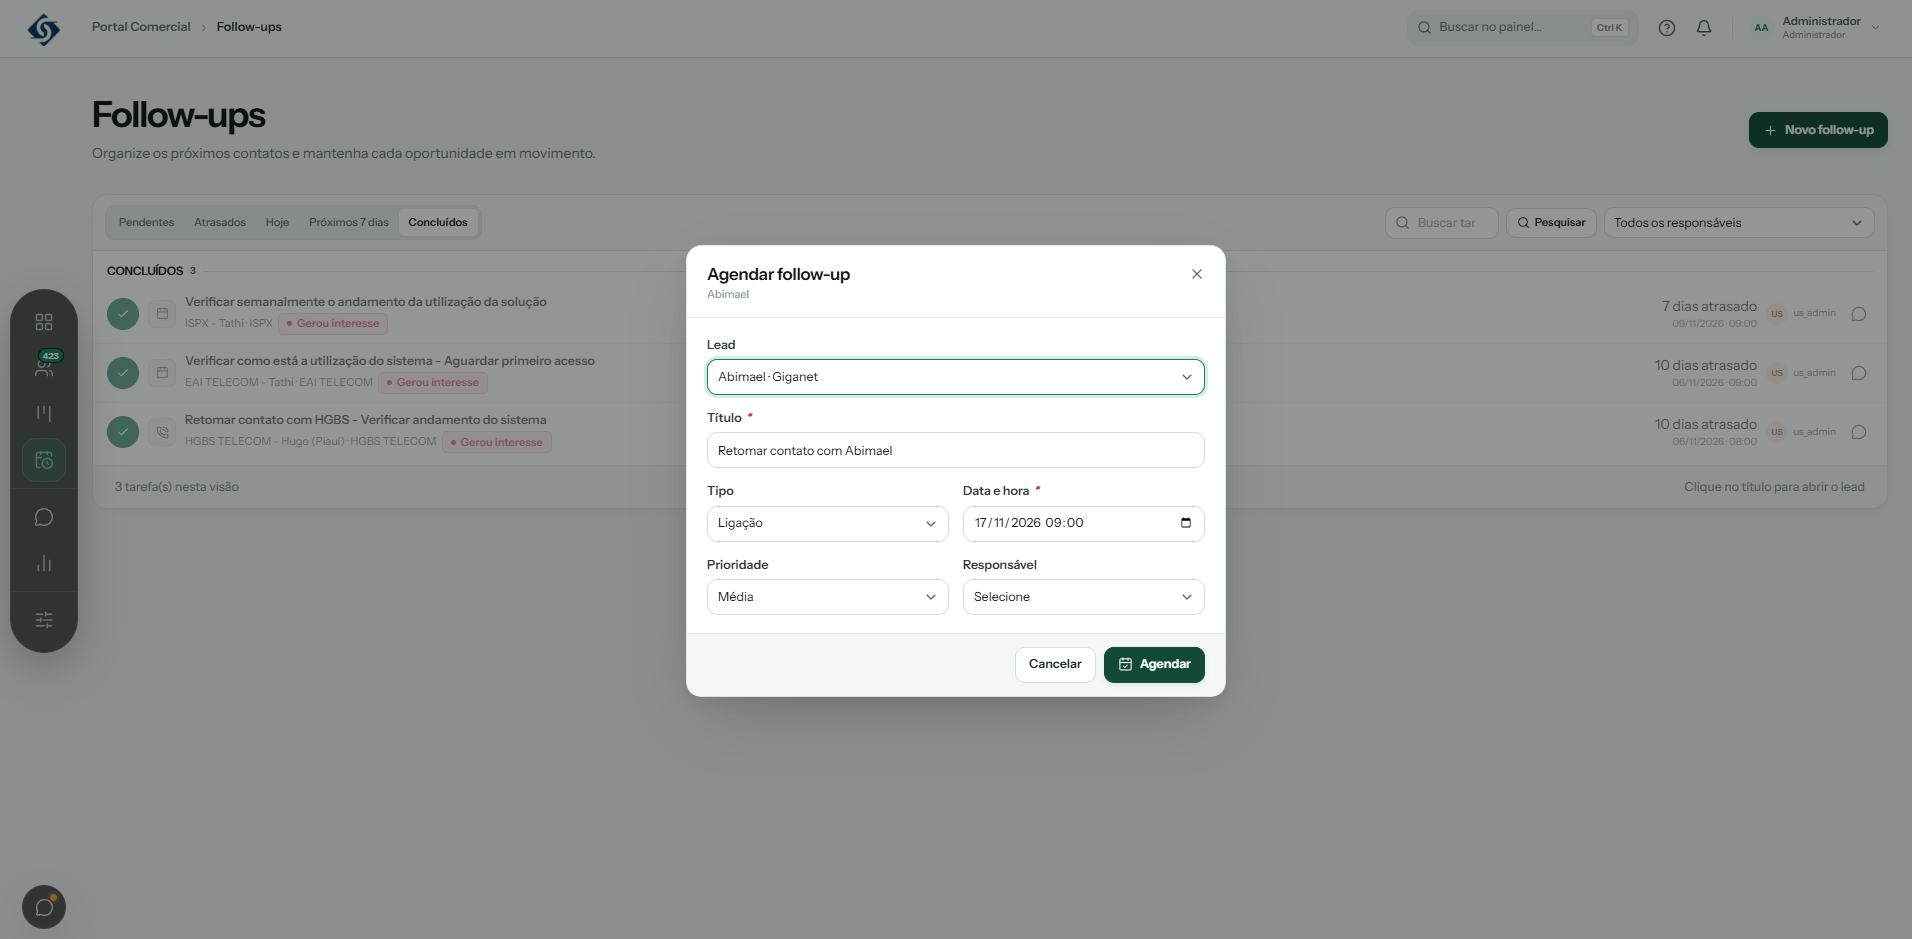 Portal Comercial > Follow-ups
Buscar no painel...
Ctrl K
AA
Administrador
Administrador
Follow-ups
Organize os próximos contatos e mantenha cada oportunidade em movimento.
+ Novo follow-up
Pendentes
Atrasados
Hoje
Próximos 7 dias
Concluídos
Buscar tar
Pesquisar
Todos os responsáveis
CONCLUÍDOS 3
Verificar semanalmente o andamento da utilização da solução
ISPX - Tathi · ISPX
Gerou interesse
7 dias atrasado
09/11/2026 · 09:00
US
us_admin
423
Verificar como está a utilização do sistema - Aguardar primeiro acesso
EAI TELECOM - Tathi · EAI TELECOM
Gerou interesse
10 dias atrasado
06/11/2026 · 09:00
US
us_admin
Retomar contato com HGBS - Verificar andamento do sistema
HGBS TELECOM - Hugo (Piauí) · HGBS TELECOM
Gerou interesse
10 dias atrasado
06/11/2026 · 08:00
US
us_admin
3 tarefa(s) nesta visão
Clique no título para abrir o lead
Agendar follow-up
Abimael
Lead
Abimael · Giganet
Título *
Retomar contato com Abimael
Tipo
Ligação
Data e hora *
17/11/2026 09:00
Prioridade
Média
Responsável
Selecione
Cancelar
Agendar